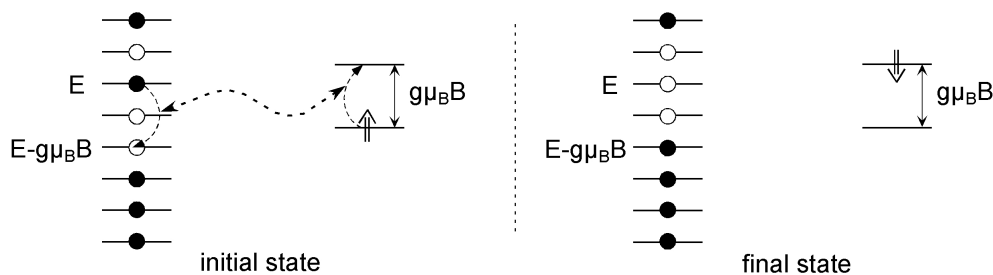 E
gμBB
E-gμBB
initial state
E
gμBB
E-gμBB
final state